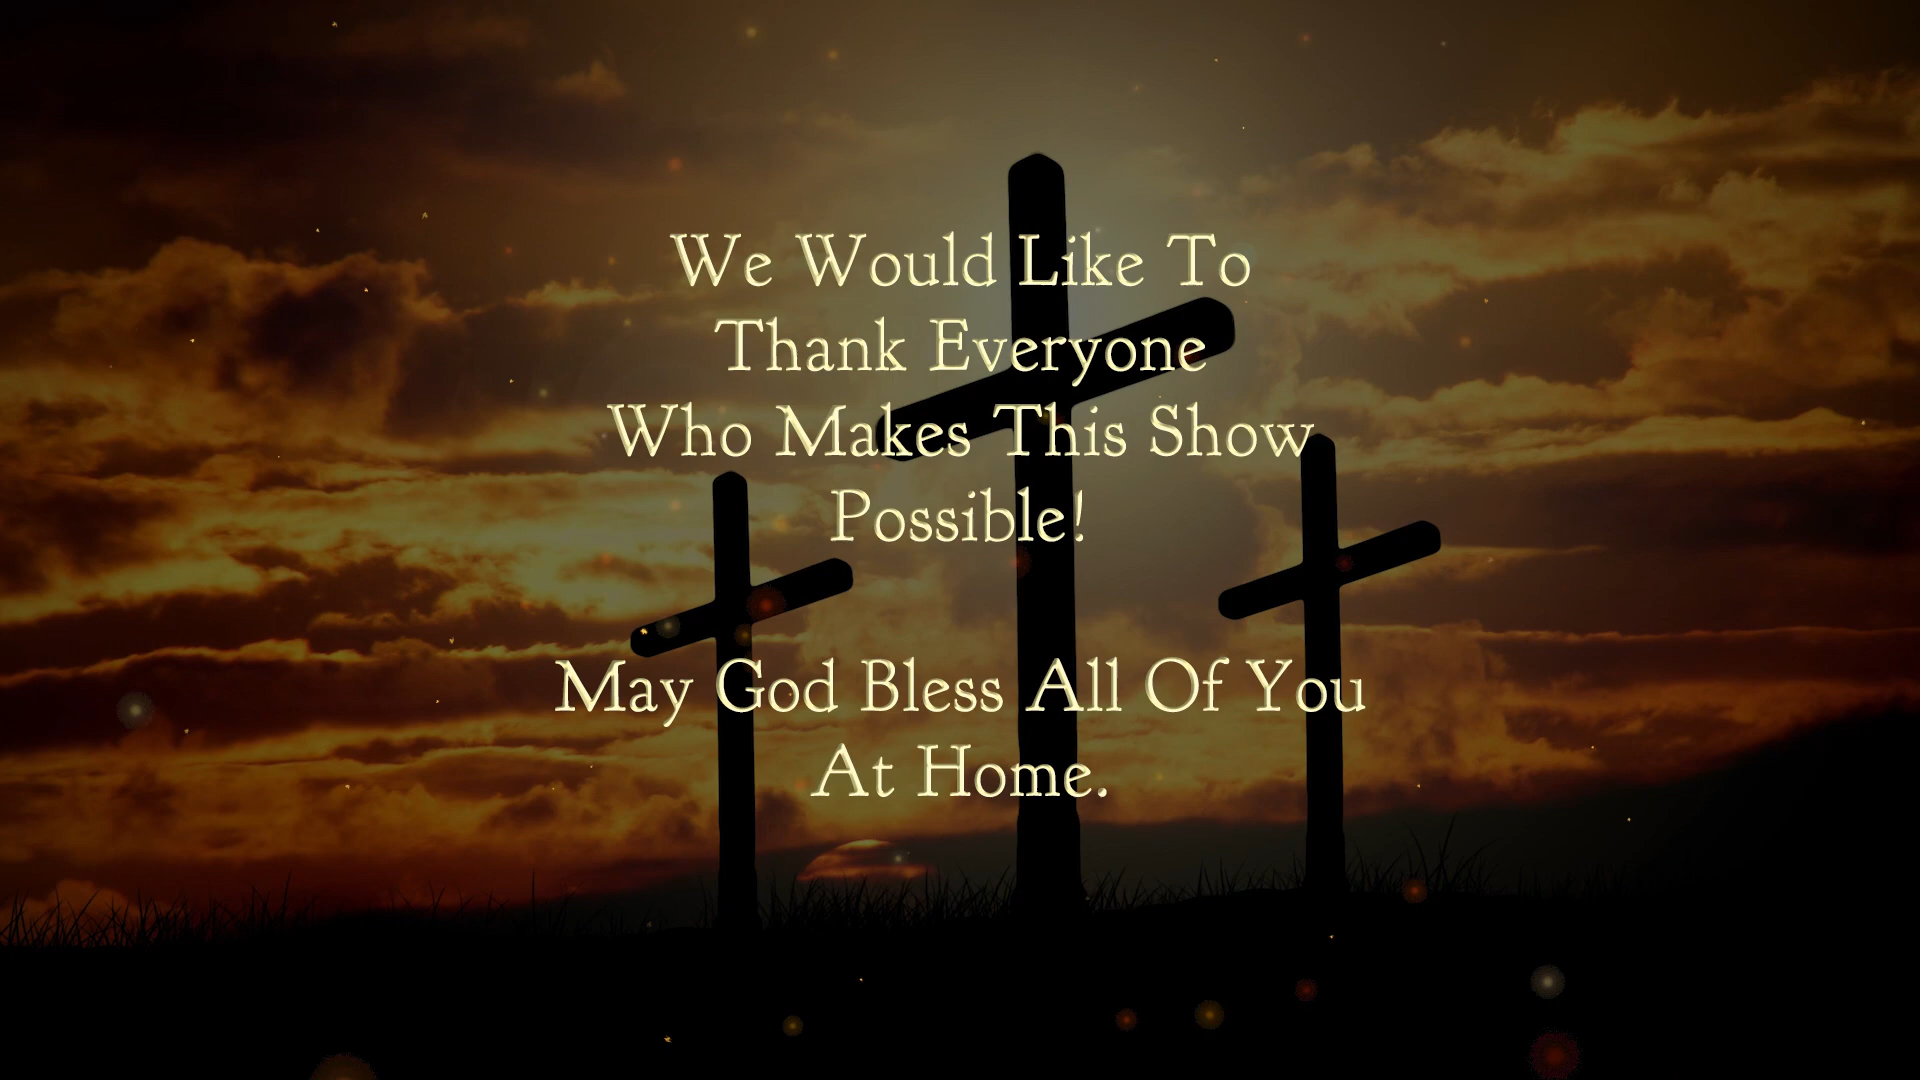 We Would Like To
Thank Everyone
Who Makes This Show
Possible!
May God Bless All Of You
At Home.